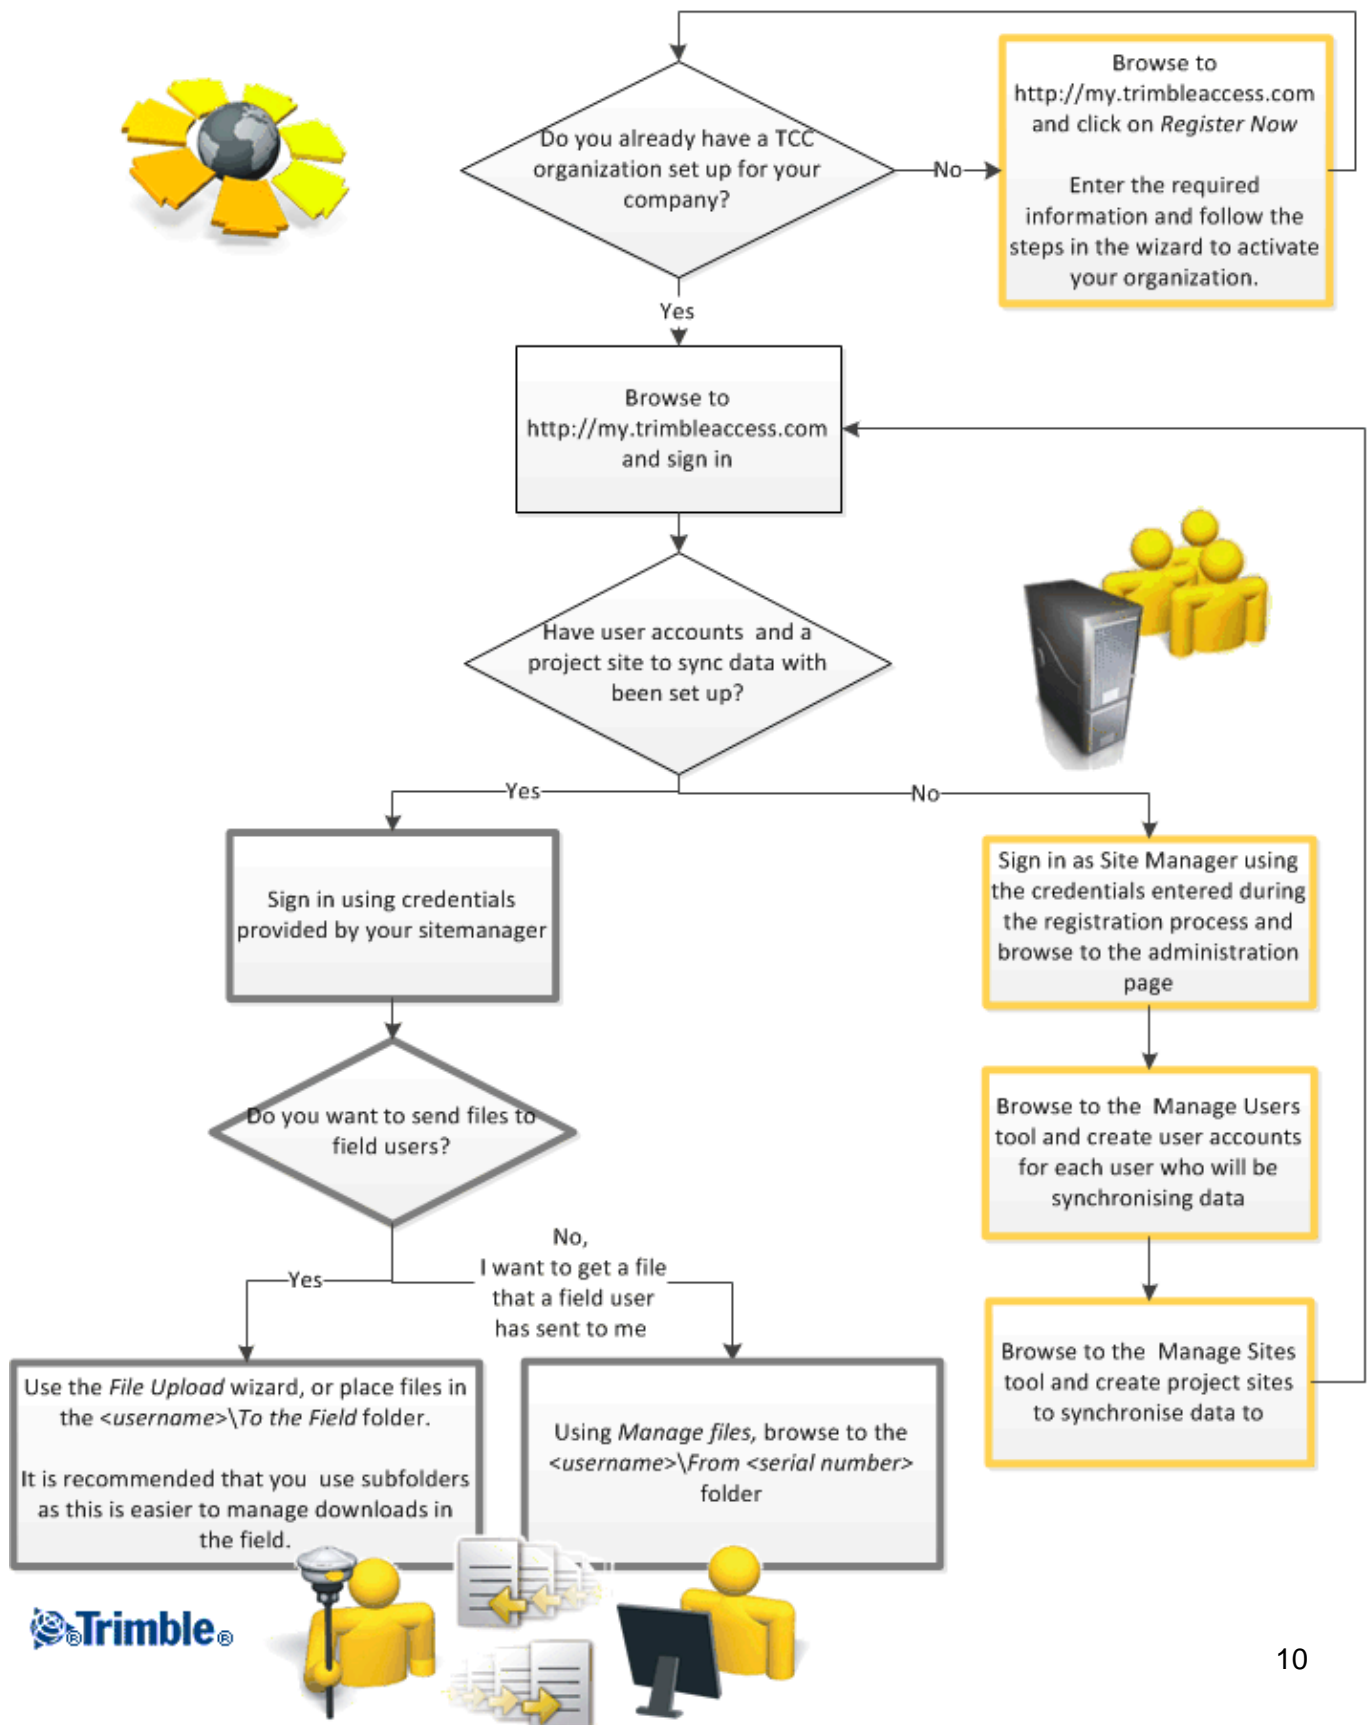 Do you already have a TCC
organization set up for your
company?
No
Browse to
http://my.trimbleaccess.com
and click on Register Now
Enter the required
information and follow the
steps in the wizard to activate
your organization.
Yes
Browse to
http://my.trimbleaccess.com
and sign in
Have user accounts and a
project site to sync data with
been set up?
Yes
No
Sign in using credentials
provided by your sitemanager
Sign in as Site Manager using
the credentials entered during
the registration process and
browse to the administration
page
Do you want to send files to
field users?
Browse to the Manage Users
tool and create user accounts
for each user who will be
synchronising data
Yes
No,
I want to get a file
that a field user
has sent to me
Browse to the Manage Sites
tool and create project sites
to synchronise data to
Use the File Upload wizard, or place files in
the <username>\To the Field folder.
It is recommended that you use subfolders
as this is easier to manage downloads in
the field.
Using Manage files, browse to the
<username>\From <serial number>
folder
®Trimble®
10